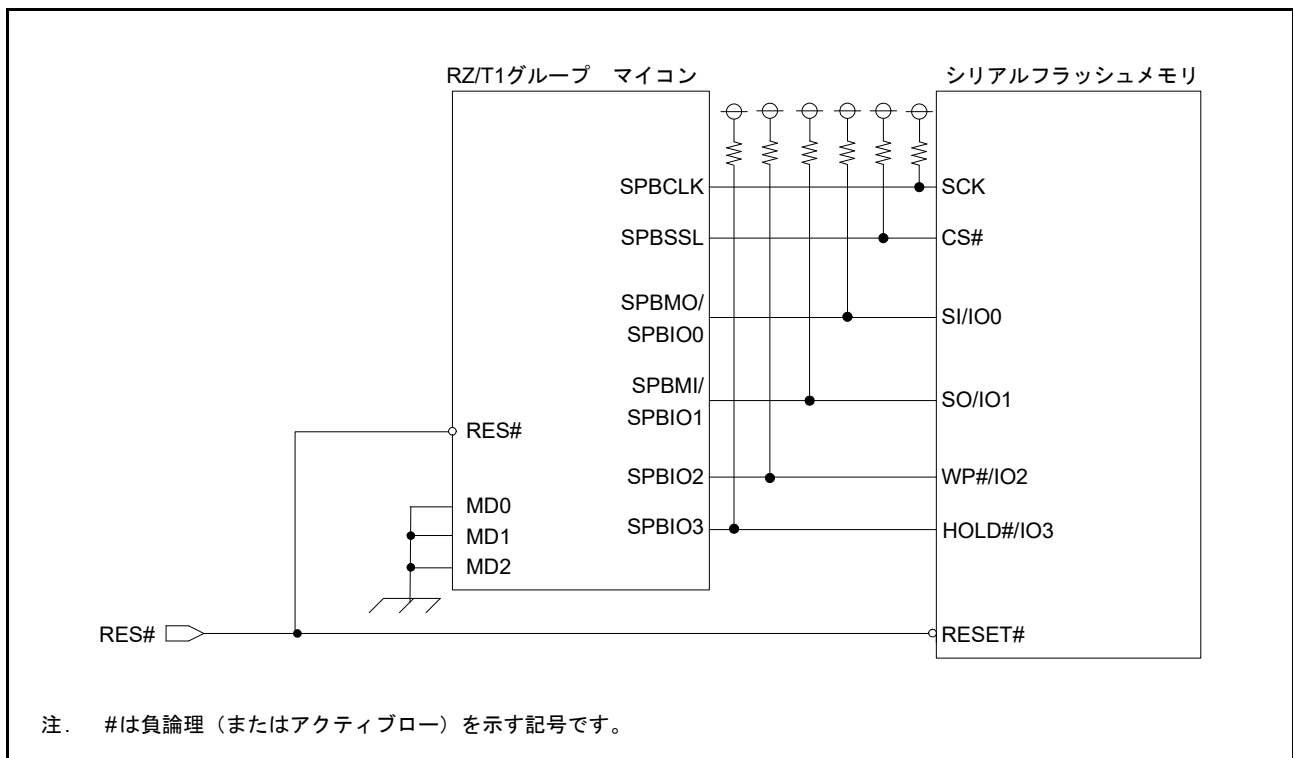 RZ/T1グループ　マイコン
シリアルフラッシュメモリ
SPBCLK
SCK
SPBSSL
CS#
SPBMO/
SPBIO0
SI/IO0
SPBMI/
SPBIO1
SO/IO1
RES#
SPBIO2
WP#/IO2
MD0
SPBIO3
HOLD#/IO3
MD1
MD2
RES#
RESET#
注.　#は負論理（またはアクティブロー）を示す記号です。